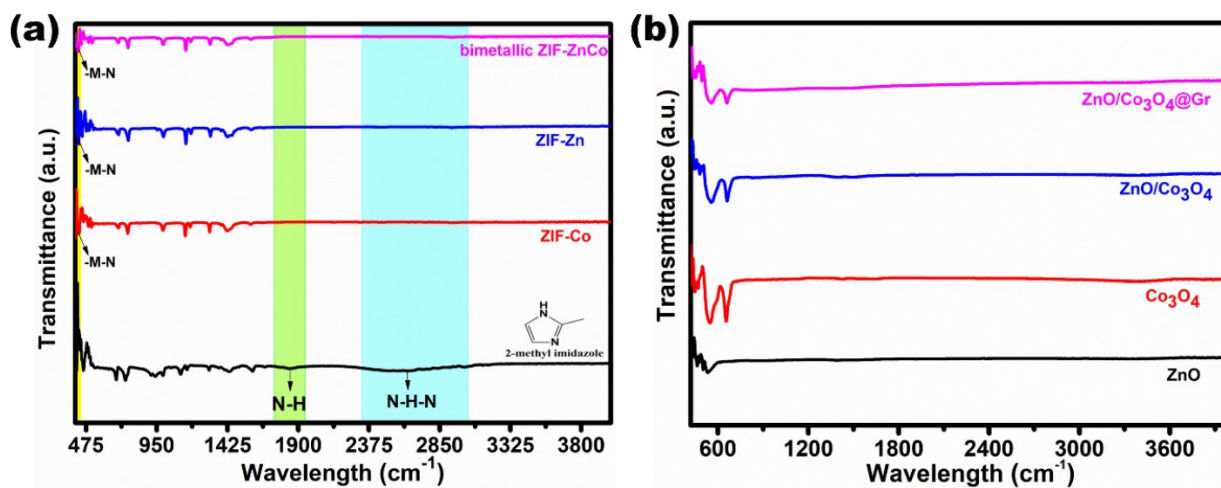 (a)
bimetallic ZIF-ZnCo
-M-N
ZIF-Zn
-M-N
ZIF-Co
-M-N
H
N
N
2-methyl imidazole
N-H
N-H-N
Transmittance (a.u.)
475 950 1425 1900 2375 2850 3325 3800
Wavelength (cm-1)
(b)
ZnO/Co3O4@Gr
ZnO/Co3O4
Co3O4
ZnO
Transmittance (a.u.)
600 1200 1800 2400 3000 3600
Wavelength (cm-1)